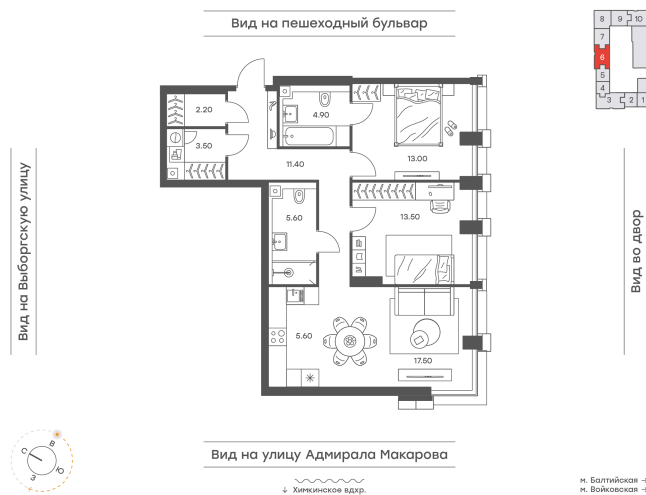 Вид на пешеходный бульвар
8 9 10
7
6
5
4
3 2 1
2.20
4.90
3.50
11.40
13.00
5.60
13.50
5.60
17.50
Вид на Выборгскую улицу
Вид во двор
С В
З Ю
Вид на улицу Адмирала Макарова
↓ Химкинское вдхр.
м. Балтийская
м. Войковская